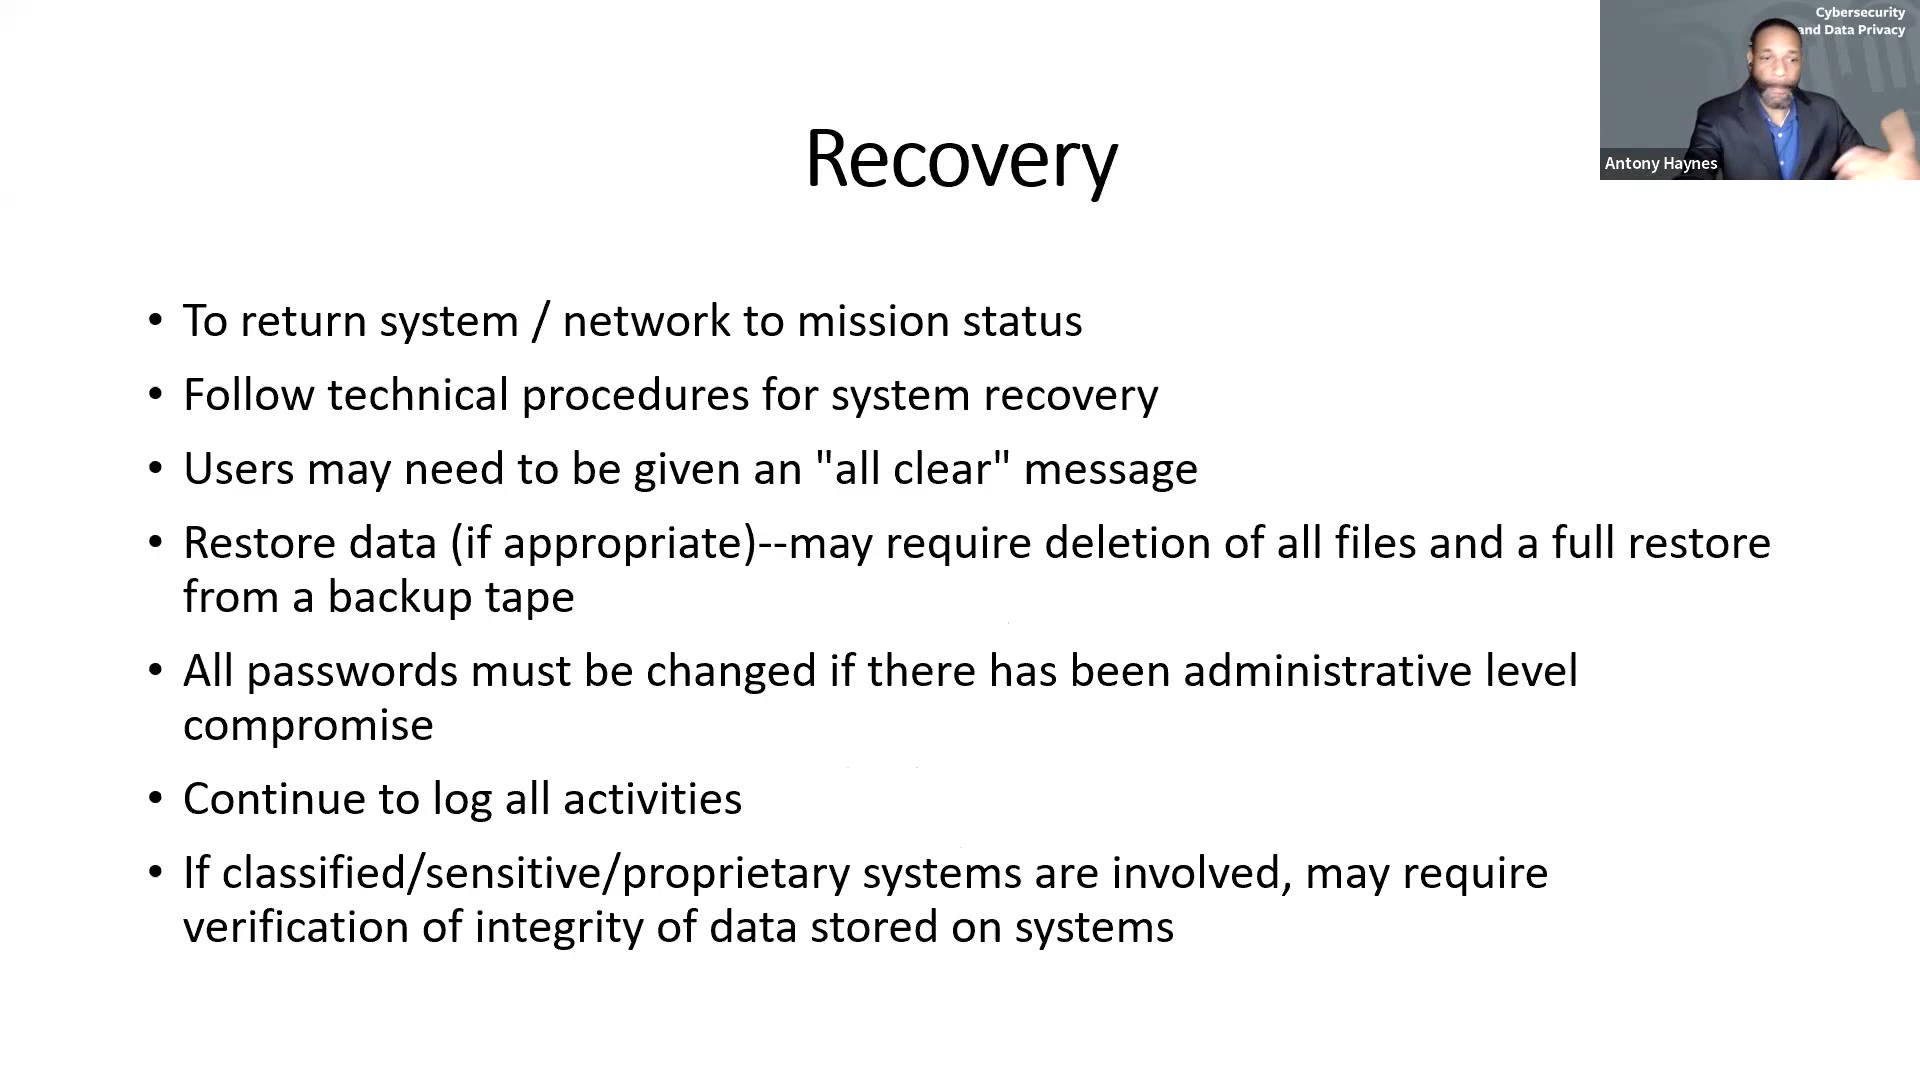 Cybersecurity
and Data Privacy
Antony Haynes
Recovery
• To return system / network to mission status
• Follow technical procedures for system recovery
• Users may need to be given an "all clear" message
• Restore data (if appropriate)--may require deletion of all files and a full restore
from a backup tape
• All passwords must be changed if there has been administrative level
compromise
• Continue to log all activities
• If classified/sensitive/proprietary systems are involved, may require
verification of integrity of data stored on systems